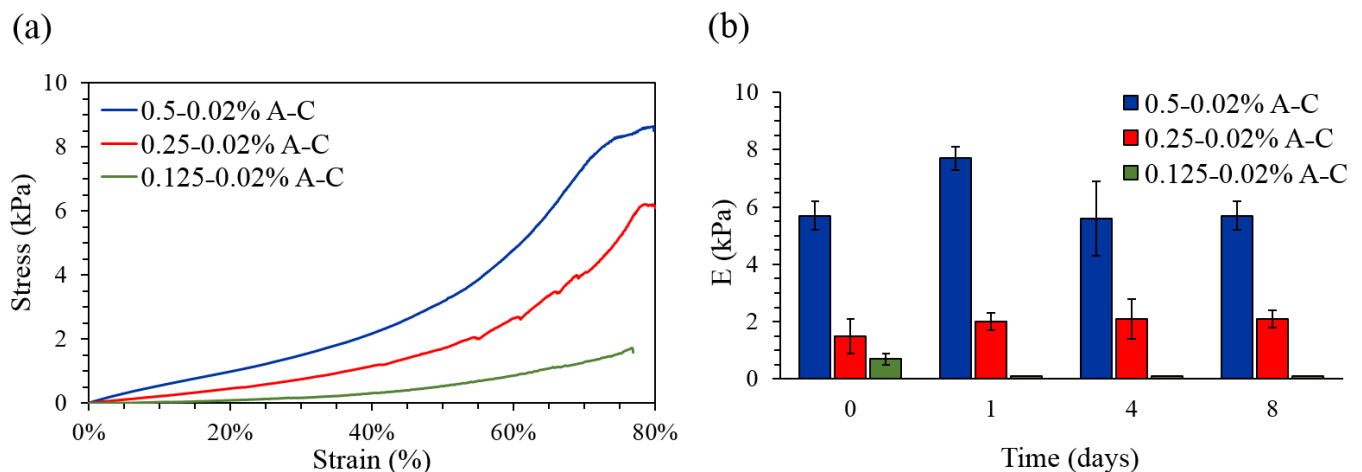 (a)
Stress (kPa)
10
8
6
4
2
0
0.5-0.02% A-C
0.25-0.02% A-C
0.125-0.02% A-C
0%
20%
40%
60%
80%
Strain (%)
(b)
E (kPa)
10
8
6
4
2
0
0.5-0.02% A-C
0.25-0.02% A-C
0.125-0.02% A-C
0
1
4
8
Time (days)